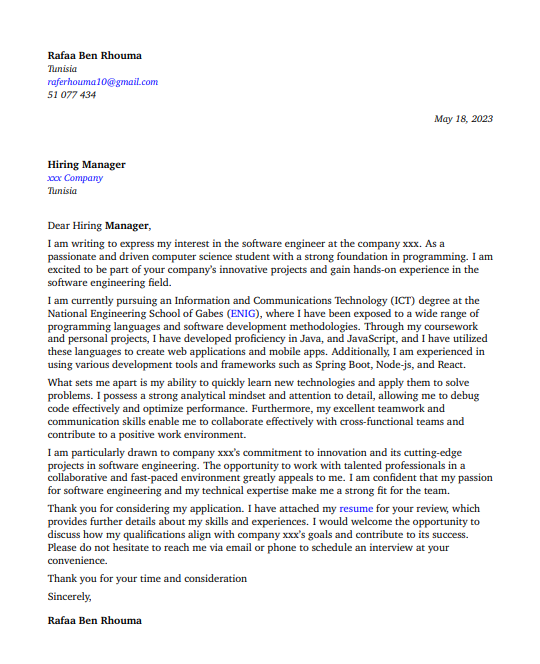 Rafaa Ben Rhouma
Tunisia
raferhouma10@gmail.com
51 077 434
May 18, 2023
Hiring Manager
xxx Company
Tunisia
Dear Hiring Manager,
I am writing to express my interest in the software engineer at the company xxx. As a
passionate and driven computer science student with a strong foundation in programming. I am
excited to be part of your company's innovative projects and gain hands-on experience in the
software engineering field.
I am currently pursuing an Information and Communications Technology (ICT) degree at the
National Engineering School of Gabes (ENIG), where I have been exposed to a wide range of
programming languages and software development methodologies. Through my coursework
and personal projects, I have developed proficiency in Java, and JavaScript, and I have utilized
these languages to create web applications and mobile apps. Additionally, I am experienced in
using various development tools and frameworks such as Spring Boot, Node-js, and React.
What sets me apart is my ability to quickly learn new technologies and apply them to solve
problems. I possess a strong analytical mindset and attention to detail, allowing me to debug
code effectively and optimize performance. Furthermore, my excellent teamwork and
communication skills enable me to collaborate effectively with cross-functional teams and
contribute to a positive work environment.
I am particularly drawn to company xxx's commitment to innovation and its cutting-edge
projects in software engineering. The opportunity to work with talented professionals in a
collaborative and fast-paced environment greatly appeals to me. I am confident that my passion
for software engineering and my technical expertise make me a strong fit for the team.
Thank you for considering my application. I have attached my resume for your review, which
provides further details about my skills and experiences. I would welcome the opportunity to
discuss how my qualifications align with company xxx's goals and contribute to its success.
Please do not hesitate to reach me via email or phone to schedule an interview at your
convenience.
Thank you for your time and consideration
Sincerely,
Rafaa Ben Rhouma